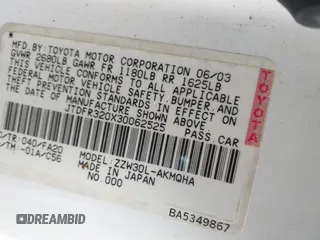 MFD.BY:TOYOTA MOTOR CORPORATION 06/03
GVWR 2680LB GAWR FR 1180LB RR 1625LB
THIS VEHICLE CONFORMS TO ALL APPLICABLE
FEDERAL MOTOR VEHICLE SAFETY,BUMPER,AND
THEFT PREVENTION STANDARDS IN EFFECT ON
THE DATE OF MANUFACTURE SHOWN ABOVE.
JTDFR320X30062525 PASS.CAR
C/TR 040/FA20 MODEL:ZZW30L-AKMQHA
A/TM -01A/C56 MADE IN JAPAN
NO.000
BA5349867
TOYOTA
DIDWEDO.COM